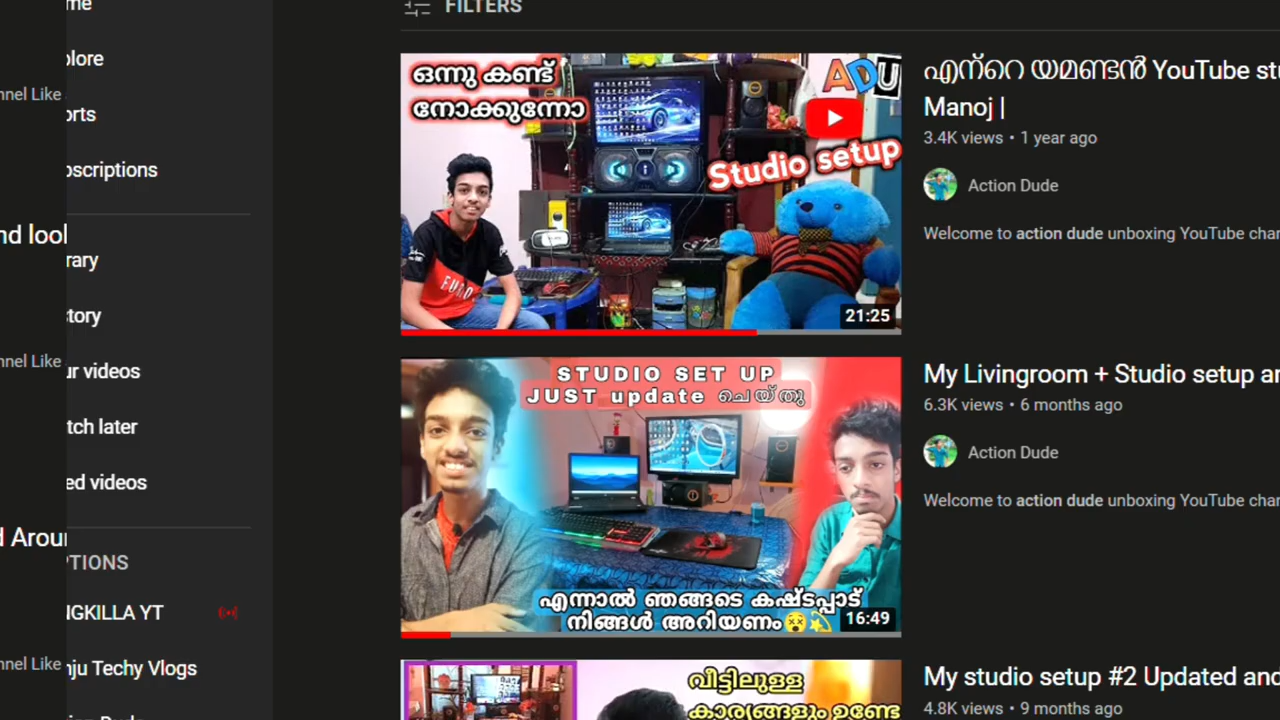 FILTERS
plore
nnel Like
orts
oscriptions
nd lool
rary
story
nnel Like
ur videos
tch later
ed videos
d Aroun
PTIONS
NGKILLA YT
nnel Like
nju Techy Vlogs
ഒന്നു കണ്ട്
നോക്കുന്നോ
ADU
Studio setup
EURO
21:25
എന്റെ യമണ്ടൻ YouTube stu
Manoj |
3.4K views • 1 year ago
Action Dude
Welcome to action dude unboxing YouTube chan
STUDIO SET UP
JUST update ചെയ്തു
എന്നാൽ ഞങ്ങടെ കഷ്ടപ്പാട്
നിങ്ങൾ അറിയണം
16:49
My Livingroom + Studio setup an
6.3K views • 6 months ago
Action Dude
Welcome to action dude unboxing YouTube chan
വീട്ടിലുള്ള
കാര്യങ്ങളും ഉണ്ടേ
My studio setup #2 Updated and
4.8K views • 9 months ago